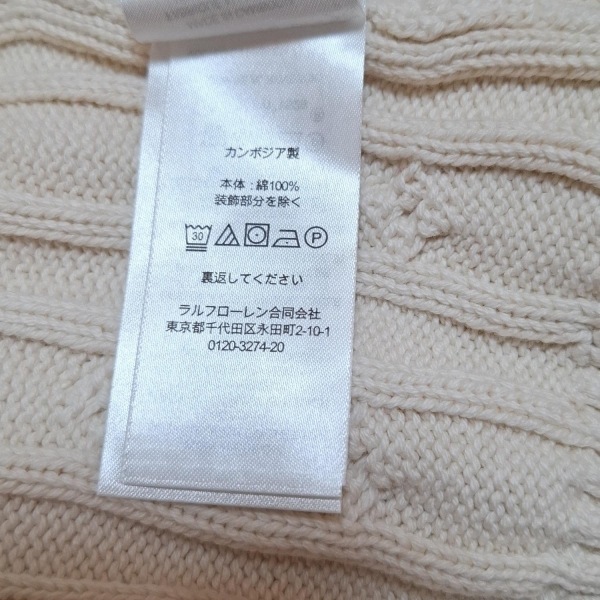 カンボジア製
本体 : 綿100%
装飾部分を除く
30 P
裏返してください
ラルフローレン合同会社
東京都千代田区永田町2-10-1
0120-3274-20